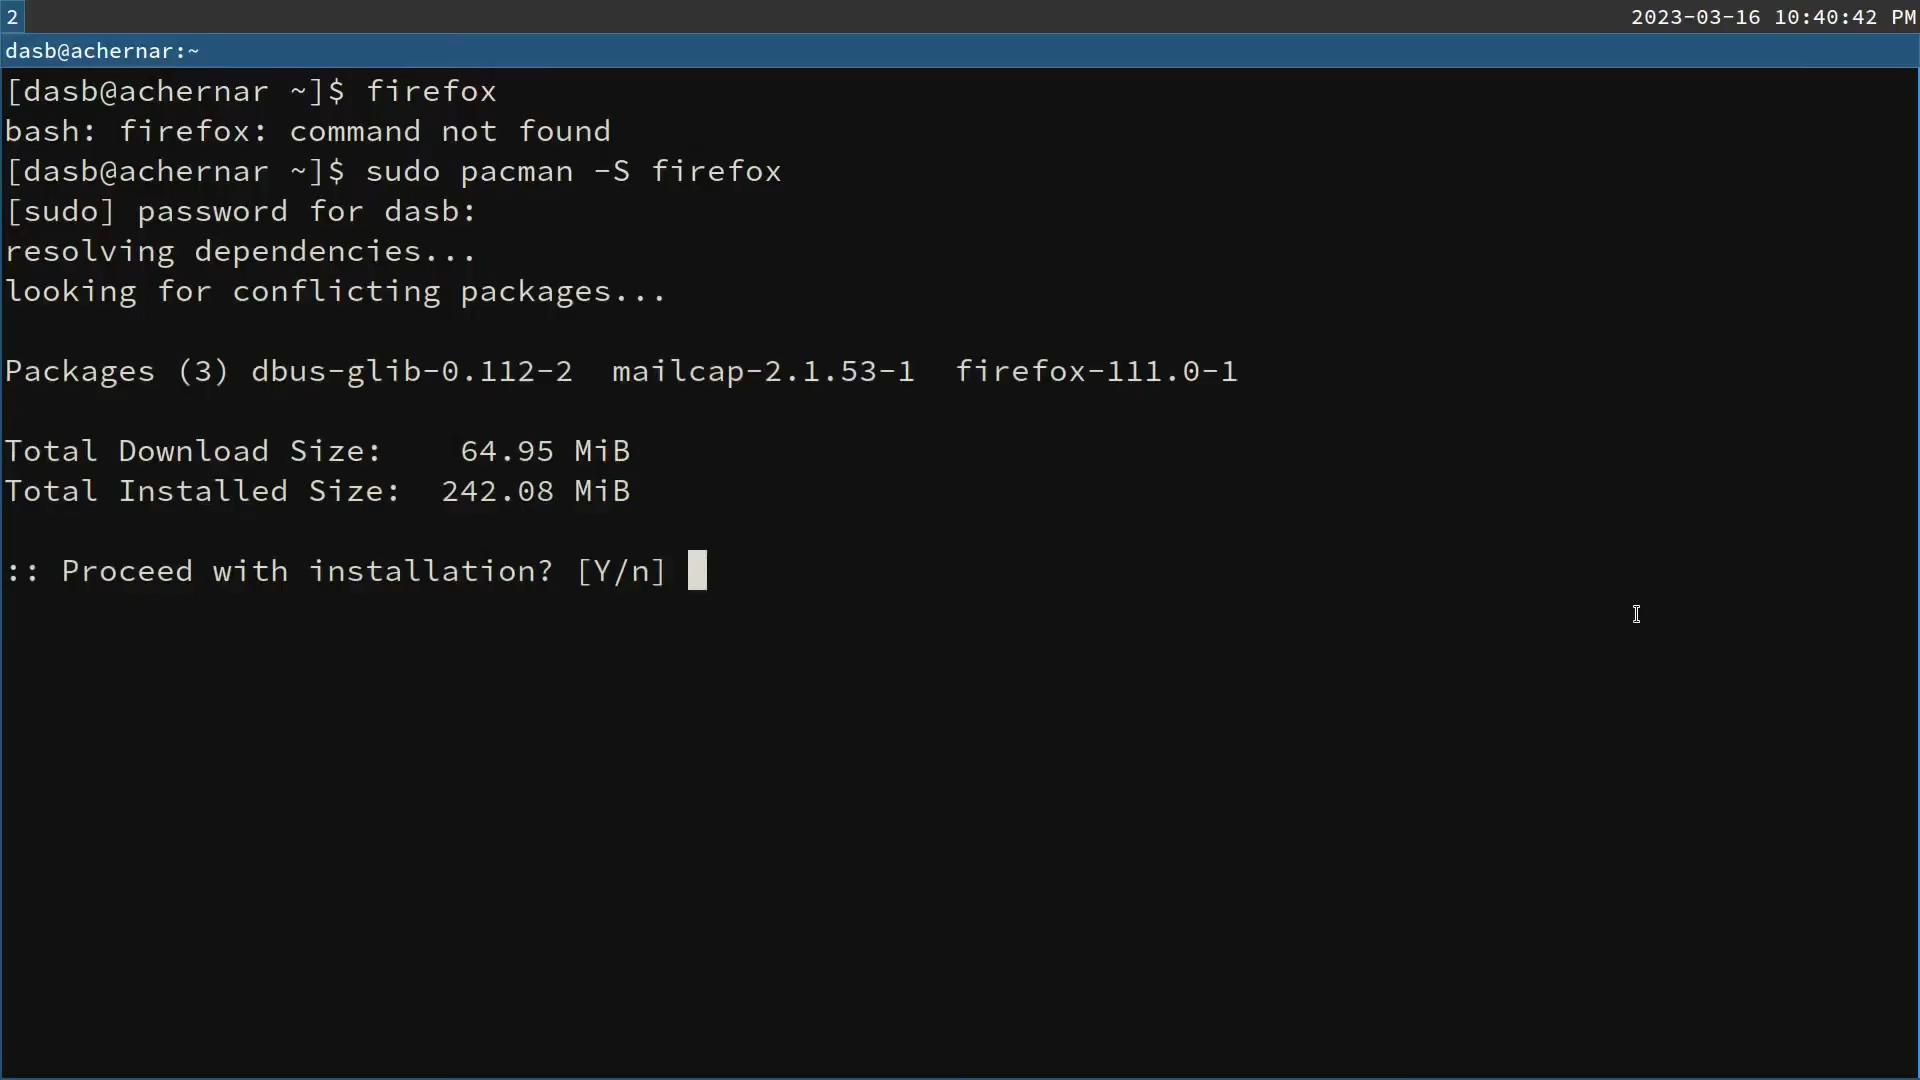 2
2023-03-16 10:40:42 PM
dasb@achernar:~
[dasb@achernar ~]$ firefox
bash: firefox: command not found
[dasb@achernar ~]$ sudo pacman -S firefox
[sudo] password for dasb:
resolving dependencies...
looking for conflicting packages...
Packages (3) dbus-glib-0.112-2  mailcap-2.1.53-1  firefox-111.0-1
Total Download Size:    64.95 MiB
Total Installed Size:  242.08 MiB
:: Proceed with installation? [Y/n]